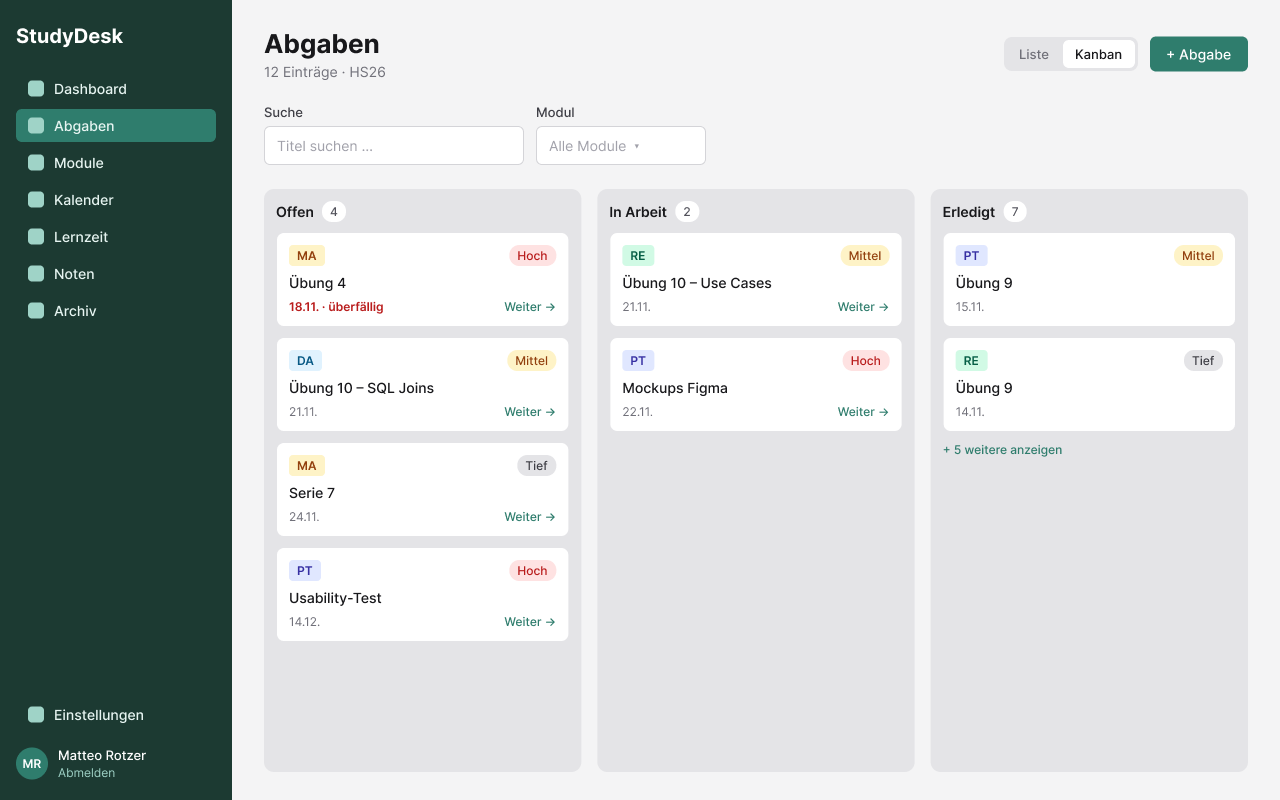 StudyDesk
Dashboard
Abgaben
Module
Kalender
Lernzeit
Noten
Archiv
Einstellungen
MR
Matteo Rotzer
Abmelden
Abgaben
12 Einträge · HS26
Liste
Kanban
+ Abgabe
Suche
Titel suchen ...
Modul
Alle Module ▾
Offen 4
MA Hoch
Übung 4
18.11. · überfällig Weiter →
DA Mittel
Übung 10 – SQL Joins
21.11. Weiter →
MA Tief
Serie 7
24.11. Weiter →
PT Hoch
Usability-Test
14.12. Weiter →
In Arbeit 2
RE Mittel
Übung 10 – Use Cases
21.11. Weiter →
PT Hoch
Mockups Figma
22.11. Weiter →
Erledigt 7
PT Mittel
Übung 9
15.11.
RE Tief
Übung 9
14.11.
+ 5 weitere anzeigen